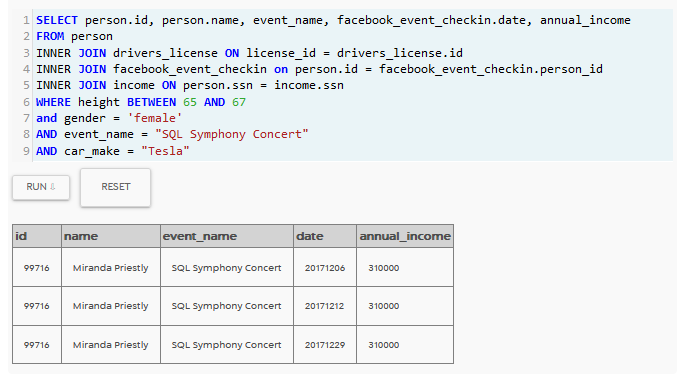 1 SELECT person.id, person.name, event_name, facebook_event_checkin.date, annual_income
2 FROM person
3 INNER JOIN drivers_license ON license_id = drivers_license.id
4 INNER JOIN facebook_event_checkin on person.id = facebook_event_checkin.person_id
5 INNER JOIN income ON person.ssn = income.ssn
6 WHERE height BETWEEN 65 AND 67
7 and gender = 'female'
8 AND event_name = "SQL Symphony Concert"
9 AND car_make = "Tesla"
RUN ⇩ RESET
id name event_name date annual_income
99716 Miranda Priestly SQL Symphony Concert 20171206 310000
99716 Miranda Priestly SQL Symphony Concert 20171212 310000
99716 Miranda Priestly SQL Symphony Concert 20171229 310000